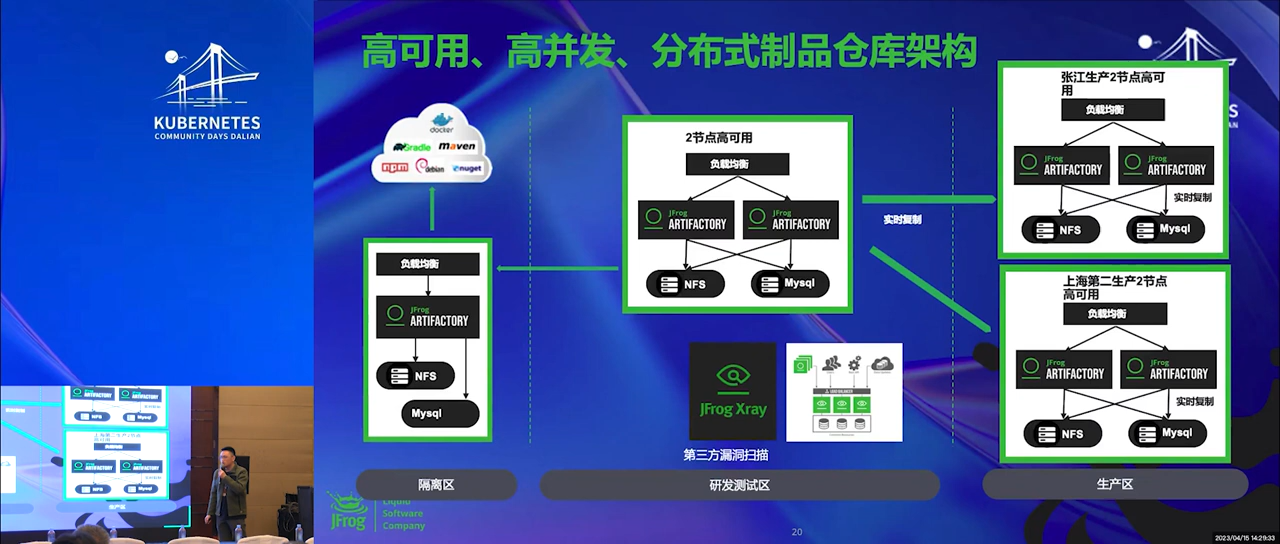 KUBERNETES
COMMUNITY DAYS DALIAN
高可用、高并发、分布式制品仓库架构
docker
Gradle
maven
npm
debian
nuget
负载均衡
JFrog
ARTIFACTORY
NFS
Mysql
隔离区
2节点高可用
负载均衡
JFrog
ARTIFACTORY
JFrog
ARTIFACTORY
NFS
Mysql
实时复制
JFrog Xray
第三方漏洞扫描
研发测试区
张江生产2节点高可
用
负载均衡
JFrog
ARTIFACTORY
JFrog
ARTIFACTORY
实时复制
NFS
Mysql
上海第二生产2节点
高可用
负载均衡
JFrog
ARTIFACTORY
JFrog
ARTIFACTORY
实时复制
NFS
Mysql
生产区
JFrog
Liquid
Software
Company
20
2023/04/15 14:29:33